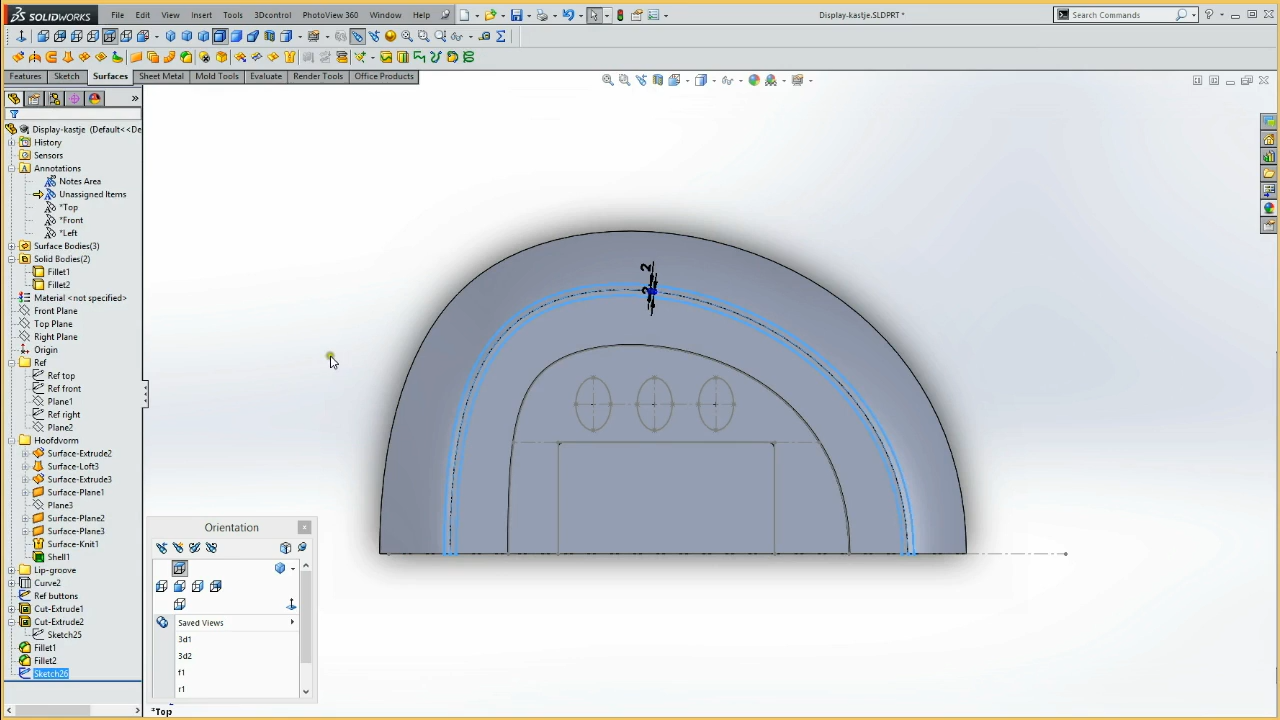 SOLIDWORKS File Edit View Insert Tools 3Dcontrol PhotoView 360 Window Help Display-kastje.SLDPRT * Search Commands
Features Sketch Surfaces Sheet Metal Mold Tools Evaluate Render Tools Office Products
Display-kastje (Default<<De
History
Sensors
Annotations
Notes Area
Unassigned Items
*Top
*Front
*Left
Surface Bodies(3)
Solid Bodies(2)
Fillet1
Fillet2
Material <not specified>
Front Plane
Top Plane
Right Plane
Origin
Ref
Ref top
Ref front
Plane1
Ref right
Plane2
Hoofdvorm
Surface-Extrude2
Surface-Loft3
Surface-Extrude3
Surface-Plane1
Plane3
Surface-Plane2
Surface-Plane3
Surface-Knit1
Shell1
Lip-groove
Curve2
Ref buttons
Cut-Extrude1
Cut-Extrude2
Sketch25
Fillet1
Fillet2
Sketch26
2
2
Orientation
Saved Views
3d1
3d2
f1
r1
*Top